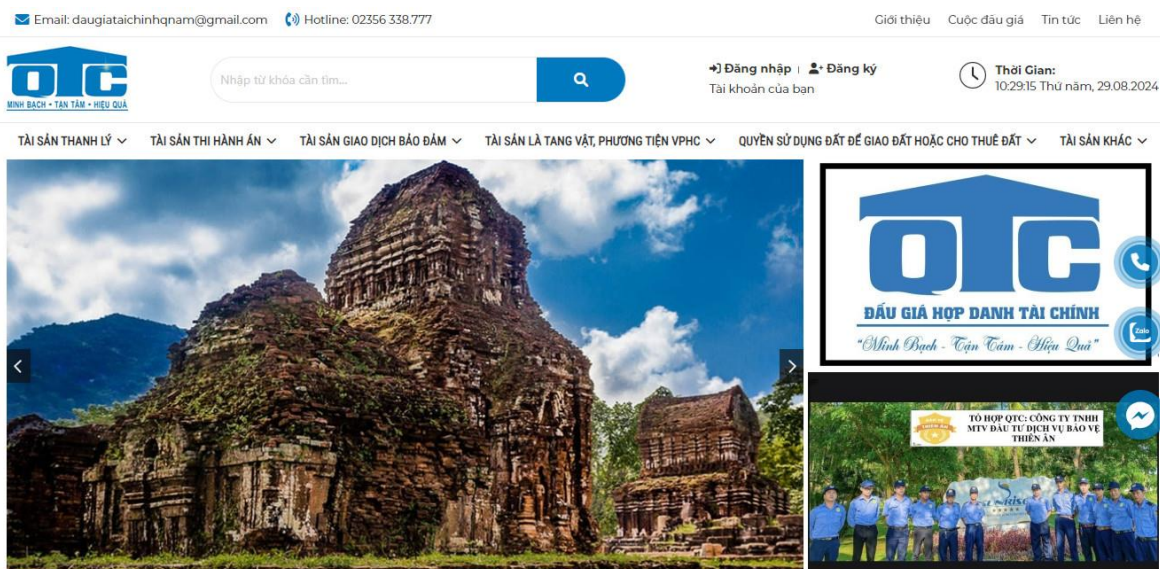 Email: daugiataichinhqnam@gmail.com Hotline: 02356 338.777 Giới thiệu Cuộc đấu giá Tin tức Liên hệ
QTC
MINH BẠCH • TẬN TÂM • HIỆU QUẢ
Nhập từ khóa cần tìm...
Đăng nhập | Đăng ký
Tài khoản của bạn
Thời Gian:
10:29:15 Thứ năm, 29.08.2024
TÀI SẢN THANH LÝ TÀI SẢN THI HÀNH ÁN TÀI SẢN GIAO DỊCH BẢO ĐẢM TÀI SẢN LÀ TANG VẬT, PHƯƠNG TIỆN VPHC QUYỀN SỬ DỤNG ĐẤT ĐỂ GIAO ĐẤT HOẶC CHO THUÊ ĐẤT TÀI SẢN KHÁC
QTC
ĐẤU GIÁ HỢP DANH TÀI CHÍNH
"Minh Bạch - Tận Tâm - Hiệu Quả"
Zalo
THIÊN ÂN
TỔ HỢP QTC: CÔNG TY TNHH
MTV ĐẦU TƯ DỊCH VỤ BẢO VỆ
THIÊN ÂN